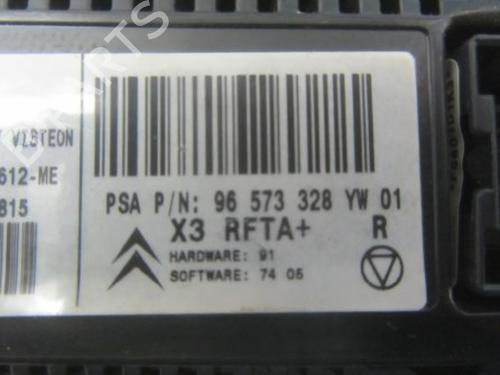 VISTEON
612-ME
815
PSA P/N: 96 573 328 YW 01
X3 RFTA+ R
HARDWARE: 91
SOFTWARE: 74 05